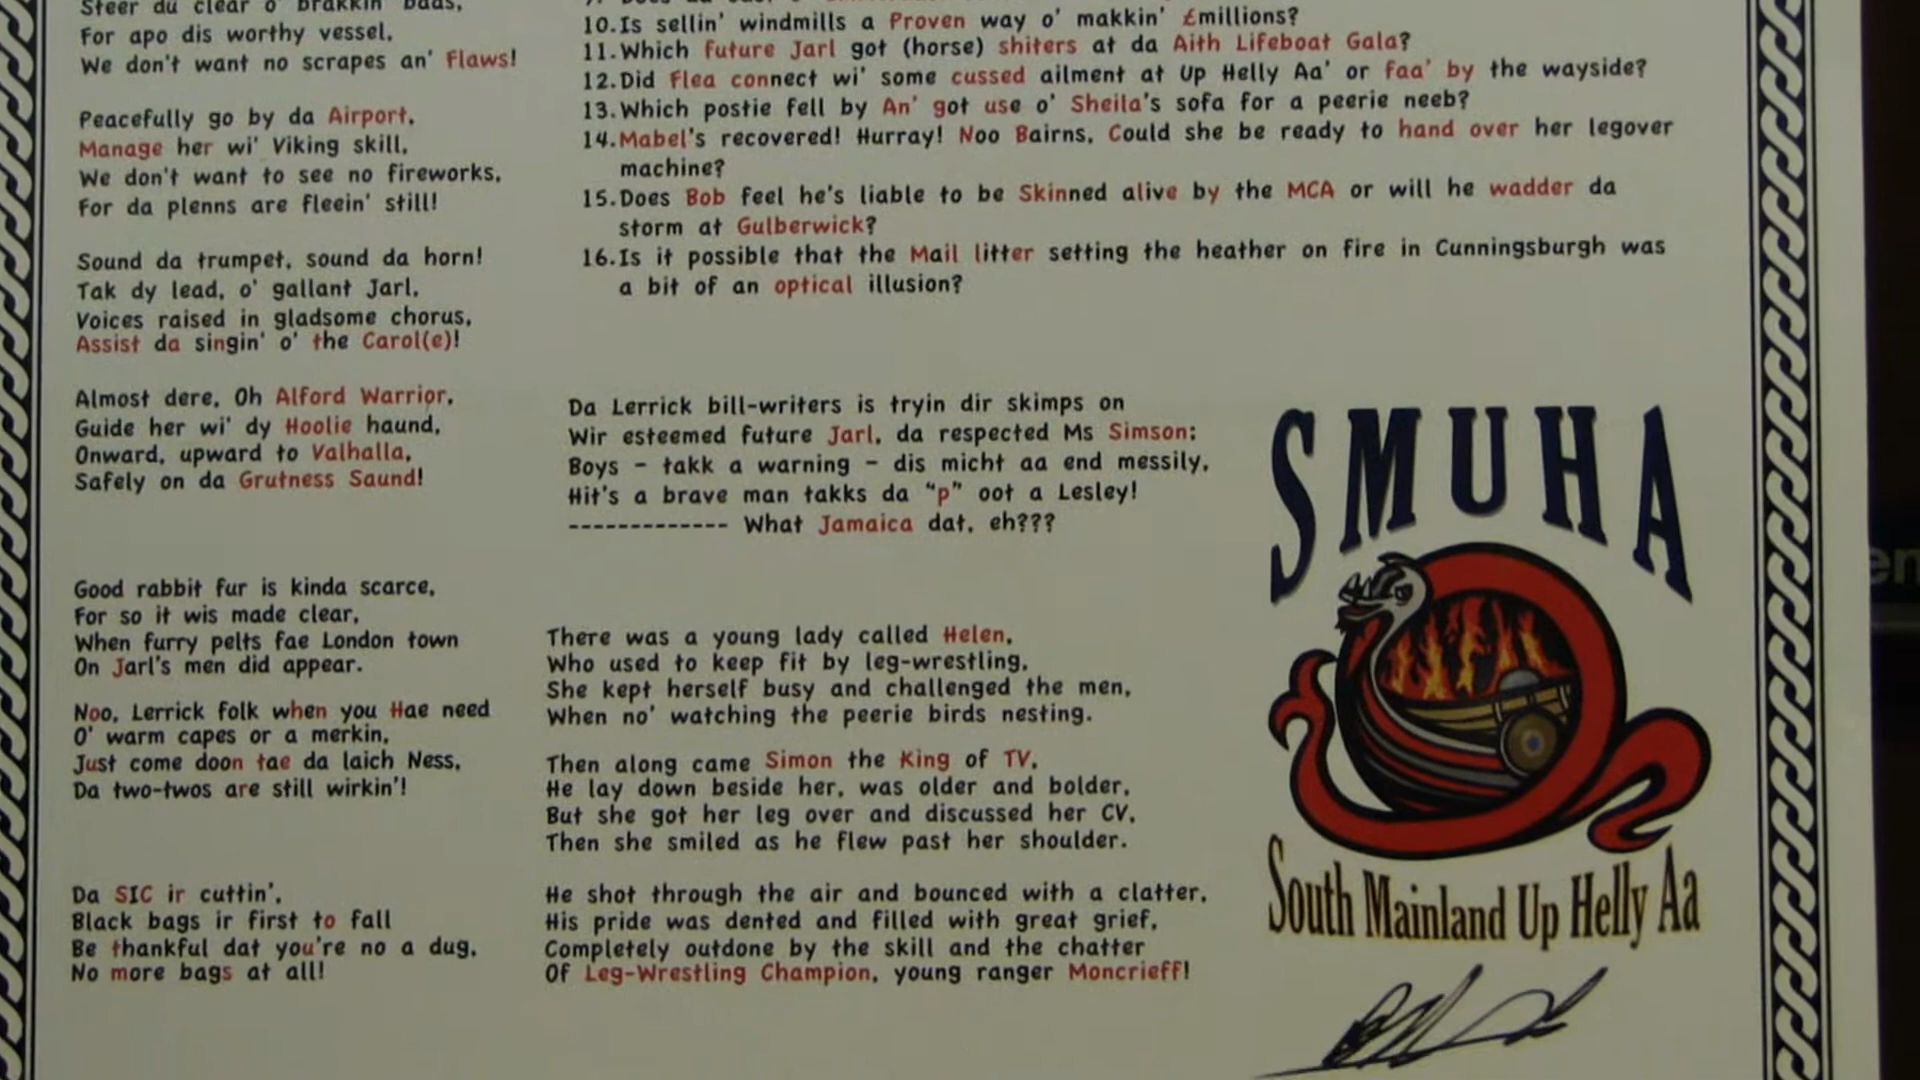 Steer du clear o' brakkin' baas,
For apo dis worthy vessel,
We don't want no scrapes an' Flaws!
Peacefully go by da Airport,
Manage her wi' Viking skill,
We don't want to see no fireworks,
For da plenns are fleein' still!
Sound da trumpet, sound da horn!
Tak dy lead, o' gallant Jarl,
Voices raised in gladsome chorus,
Assist da singin' o' the Carol(e)!
Almost dere, Oh Alford Warrior,
Guide her wi' dy Hoolie haund,
Onward, upward to Valhalla,
Safely on da Grutness Saund!
Good rabbit fur is kinda scarce,
For so it wis made clear,
When furry pelts fae London town
On Jarl's men did appear.
Noo, Lerrick folk when you Hae need
O' warm capes or a merkin,
Just come doon tae da laich Ness,
Da two-twos are still wirkin'!
Da SIC ir cuttin',
Black bags ir first to fall
Be thankful dat you're no a dug,
No more bags at all!
10.Is sellin' windmills a Proven way o' makkin' £millions?
11.Which future Jarl got (horse) shiters at da Aith Lifeboat Gala?
12.Did Flea connect wi' some cussed ailment at Up Helly Aa' or faa' by the wayside?
13.Which postie fell by An' got use o' Sheila's sofa for a peerie neeb?
14.Mabel's recovered! Hurray! Noo Bairns, Could she be ready to hand over her legover
machine?
15.Does Bob feel he's liable to be Skinned alive by the MCA or will he wadder da
storm at Gulberwick?
16.Is it possible that the Mail litter setting the heather on fire in Cunningsburgh was
a bit of an optical illusion?
Da Lerrick bill-writers is tryin dir skimps on
Wir esteemed future Jarl, da respected Ms Simson;
Boys - takk a warning - dis micht aa end messily,
Hit's a brave man takks da "p" oot a Lesley!
------------- What Jamaica dat, eh???
There was a young lady called Helen,
Who used to keep fit by leg-wrestling,
She kept herself busy and challenged the men,
When no' watching the peerie birds nesting.
Then along came Simon the King of TV,
He lay down beside her, was older and bolder,
But she got her leg over and discussed her CV,
Then she smiled as he flew past her shoulder.
He shot through the air and bounced with a clatter,
His pride was dented and filled with great grief,
Completely outdone by the skill and the chatter
Of Leg-Wrestling Champion, young ranger Moncrieff!
SMUHA
South Mainland Up Helly Aa